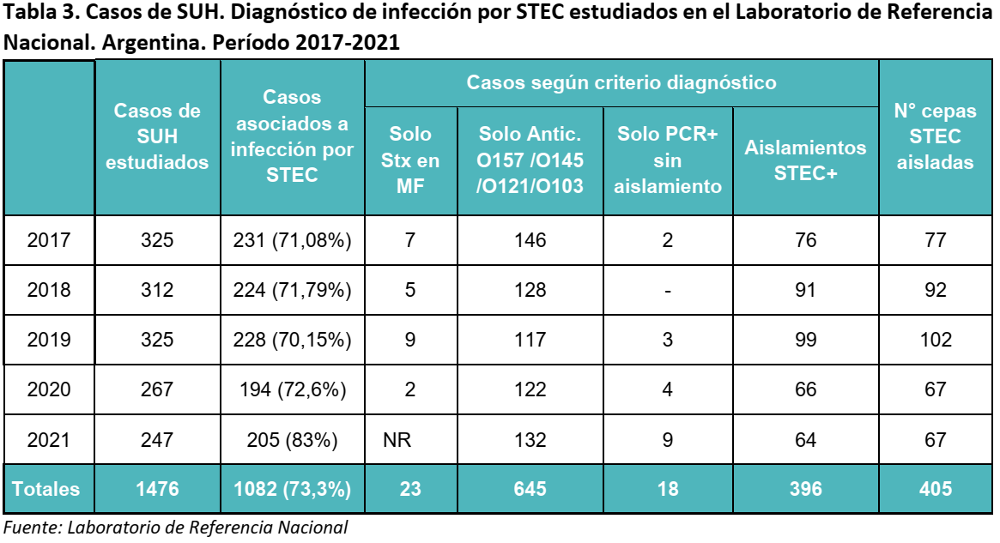 Tabla 3. Casos de SUH. Diagnóstico de infección por STEC estudiados en el Laboratorio de Referencia
Nacional. Argentina. Período 2017-2021
Casos de
SUH
estudiados
Casos
asociados a
infección por
STEC
Casos según criterio diagnóstico
Solo
Stx en
MF
Solo Antic.
O157 /O145
/O121/O103
Solo PCR+
sin
aislamiento
Aislamientos
STEC+
N° cepas
STEC
aisladas
2017 325 231 (71,08%) 7 146 2 76 77
2018 312 224 (71,79%) 5 128 - 91 92
2019 325 228 (70,15%) 9 117 3 99 102
2020 267 194 (72,6%) 2 122 4 66 67
2021 247 205 (83%) NR 132 9 64 67
Totales 1476 1082 (73,3%) 23 645 18 396 405
Fuente: Laboratorio de Referencia Nacional